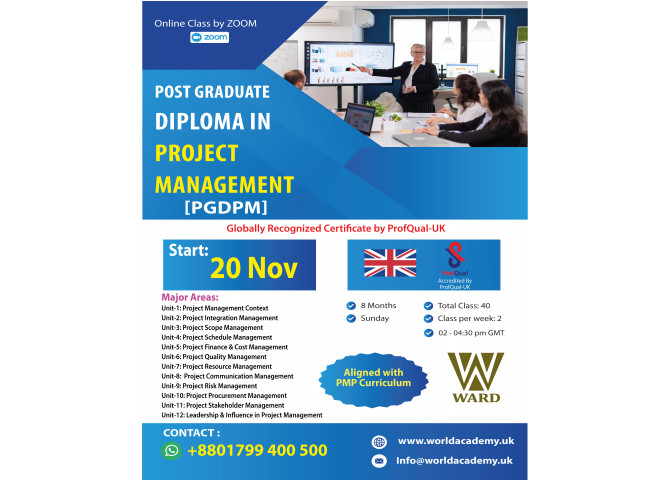 Online Class by ZOOM
zoom
POST GRADUATE
DIPLOMA IN
PROJECT
MANAGEMENT
[PGDPM]
Globally Recognized Certificate by ProfQual-UK
Start:
20 Nov
ProfQual
Accredited By
ProfQual-UK
Major Areas:
Unit-1: Project Management Context
Unit-2: Project Integration Management
Unit-3: Project Scope Management
Unit-4: Project Schedule Management
Unit-5: Project Finance & Cost Management
Unit-6: Project Quality Management
Unit-7: Project Resource Management
Unit-8: Project Communication Management
Unit-9: Project Risk Management
Unit-10: Project Procurement Management
Unit-11: Project Stakeholder Management
Unit-12: Leadership & Influence in Project Management
8 Months
Sunday
Total Class: 40
Class per week: 2
02 - 04:30 pm GMT
Aligned with
PMP Curriculum
WARD
CONTACT :
+8801799 400 500
www.worldacademy.uk
Info@worldacademy.uk